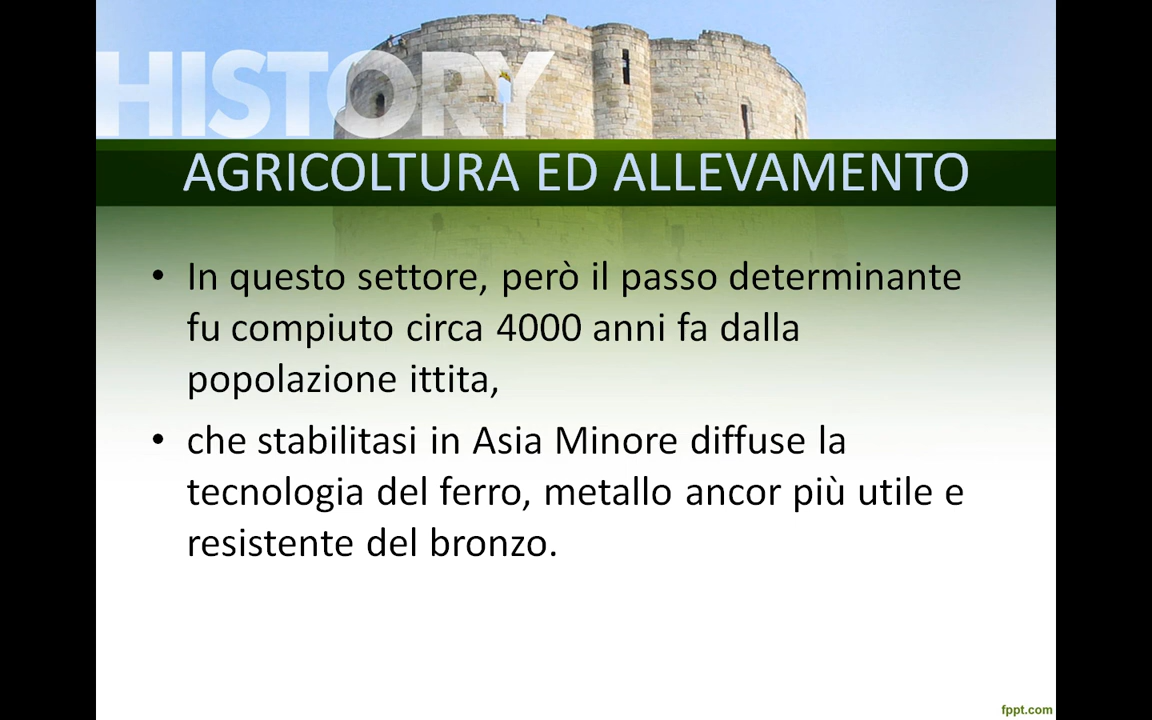 HISTORY
AGRICOLTURA ED ALLEVAMENTO
• In questo settore, però il passo determinante
fu compiuto circa 4000 anni fa dalla
popolazione ittita,
• che stabilitasi in Asia Minore diffuse la
tecnologia del ferro, metallo ancor più utile e
resistente del bronzo.
fppt.com